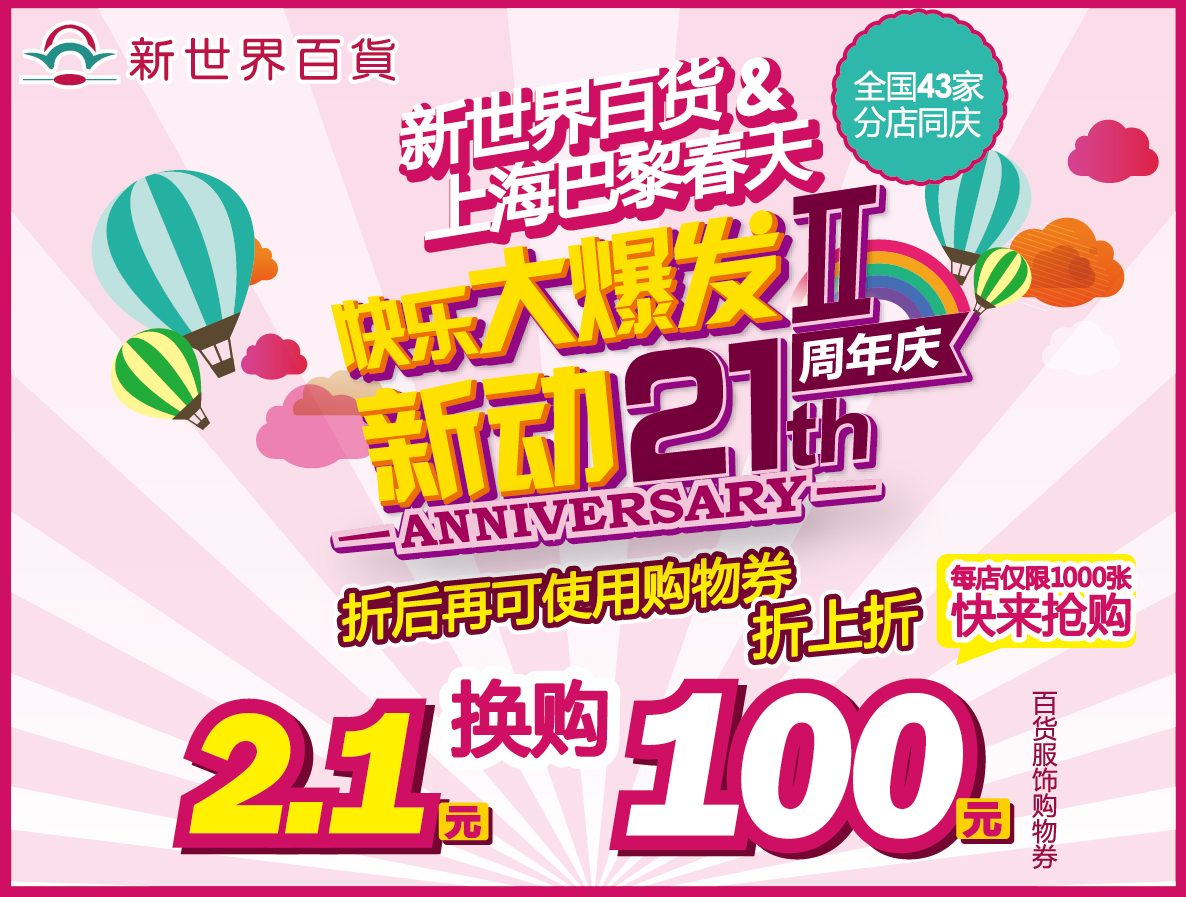 新世界百貨
全国43家
分店同庆
新世界百货&
上海巴黎春天
快乐大爆发II
周年庆
新动21th
ANNIVERSARY
折后再可使用购物券
折上折
每店仅限1000张
快来抢购
2.1元换购100元
百货服饰购物券